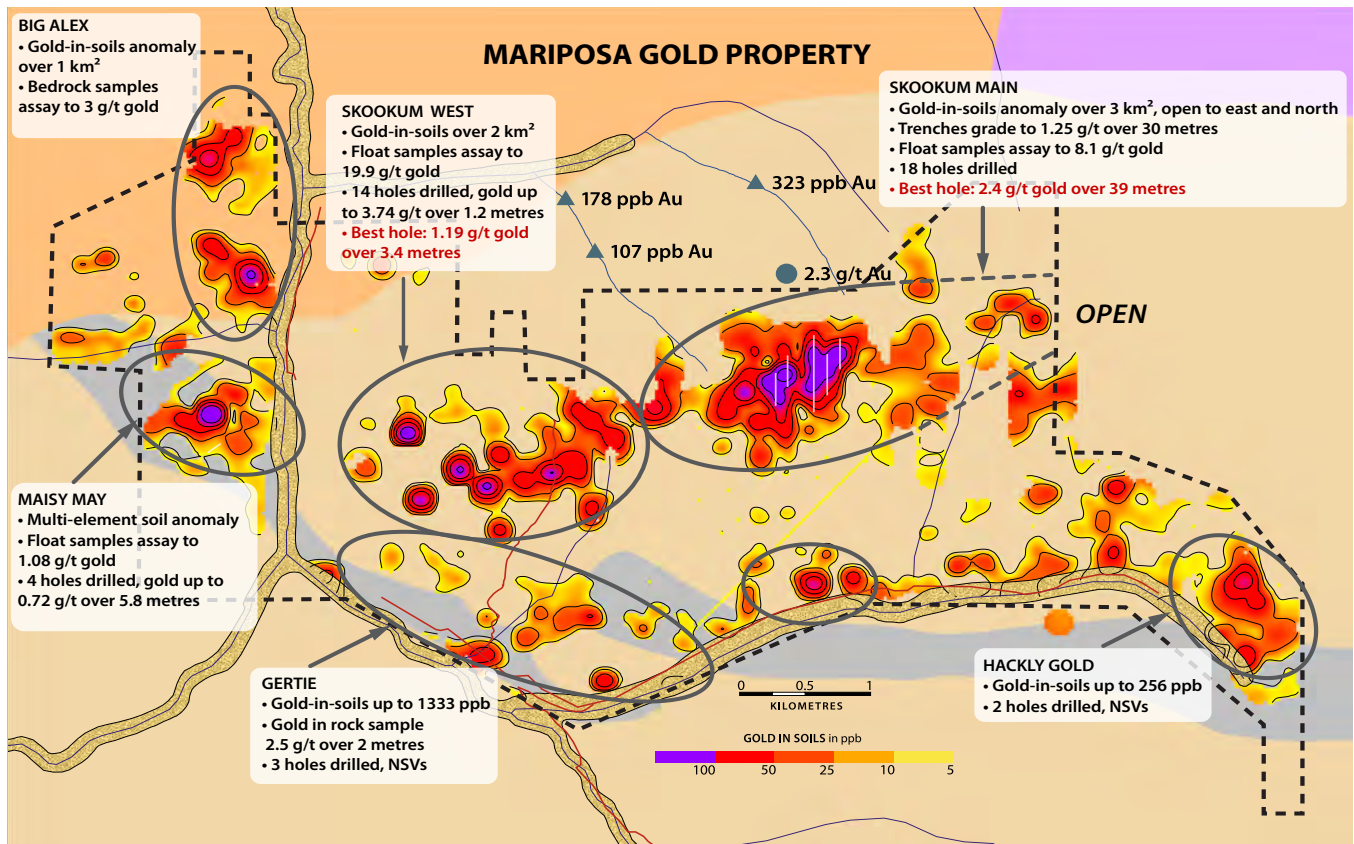 MARIPOSA GOLD PROPERTY
BIG ALEX
• Gold-in-soils anomaly
over 1 km²
• Bedrock samples
assay to 3 g/t gold
SKOOKUM WEST
• Gold-in-soils over 2 km²
• Float samples assay to
19.9 g/t gold
• 14 holes drilled, gold up
to 3.74 g/t over 1.2 metres
• Best hole: 1.19 g/t gold
over 3.4 metres
SKOOKUM MAIN
• Gold-in-soils anomaly over 3 km², open to east and north
• Trenches grade to 1.25 g/t over 30 metres
• Float samples assay to 8.1 g/t gold
• 18 holes drilled
• Best hole: 2.4 g/t gold over 39 metres
178 ppb Au
323 ppb Au
107 ppb Au
2.3 g/t Au
OPEN
MAISY MAY
• Multi-element soil anomaly
• Float samples assay to
1.08 g/t gold
• 4 holes drilled, gold up to
0.72 g/t over 5.8 metres
GERTIE
• Gold-in-soils up to 1333 ppb
• Gold in rock sample
2.5 g/t over 2 metres
• 3 holes drilled, NSVs
HACKLY GOLD
• Gold-in-soils up to 256 ppb
• 2 holes drilled, NSVs
0 0.5 1
KILOMETRES
GOLD IN SOILS in ppb
100 50 25 10 5